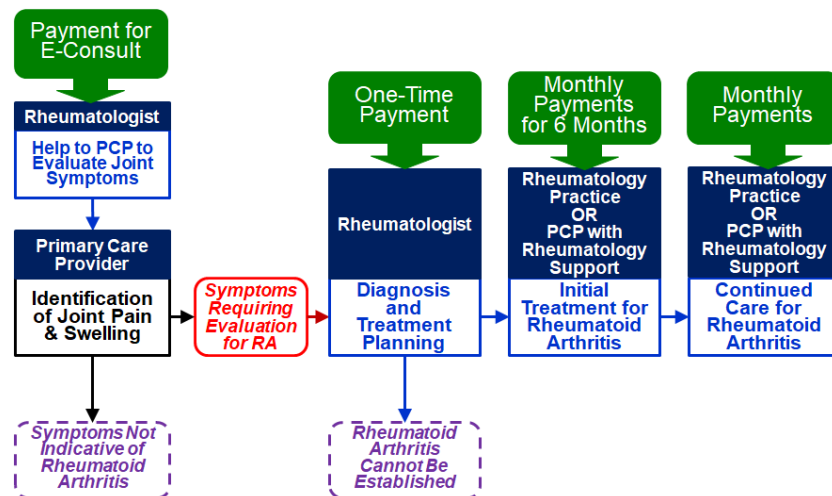 Payment for
E-Consult
Rheumatologist
Help to PCP to
Evaluate Joint
Symptoms
Primary Care
Provider
Identification
of Joint Pain
& Swelling
Symptoms Not
Indicative of
Rheumatoid
Arthritis
Symptoms
Requiring
Evaluation
for RA
One-Time
Payment
Rheumatologist
Diagnosis
and
Treatment
Planning
Rheumatoid
Arthritis
Cannot Be
Established
Monthly
Payments
for 6 Months
Rheumatology
Practice
OR
PCP with
Rheumatology
Support
Initial
Treatment for
Rheumatoid
Arthritis
Monthly
Payments
Rheumatology
Practice
OR
PCP with
Rheumatology
Support
Continued
Care for
Rheumatoid
Arthritis